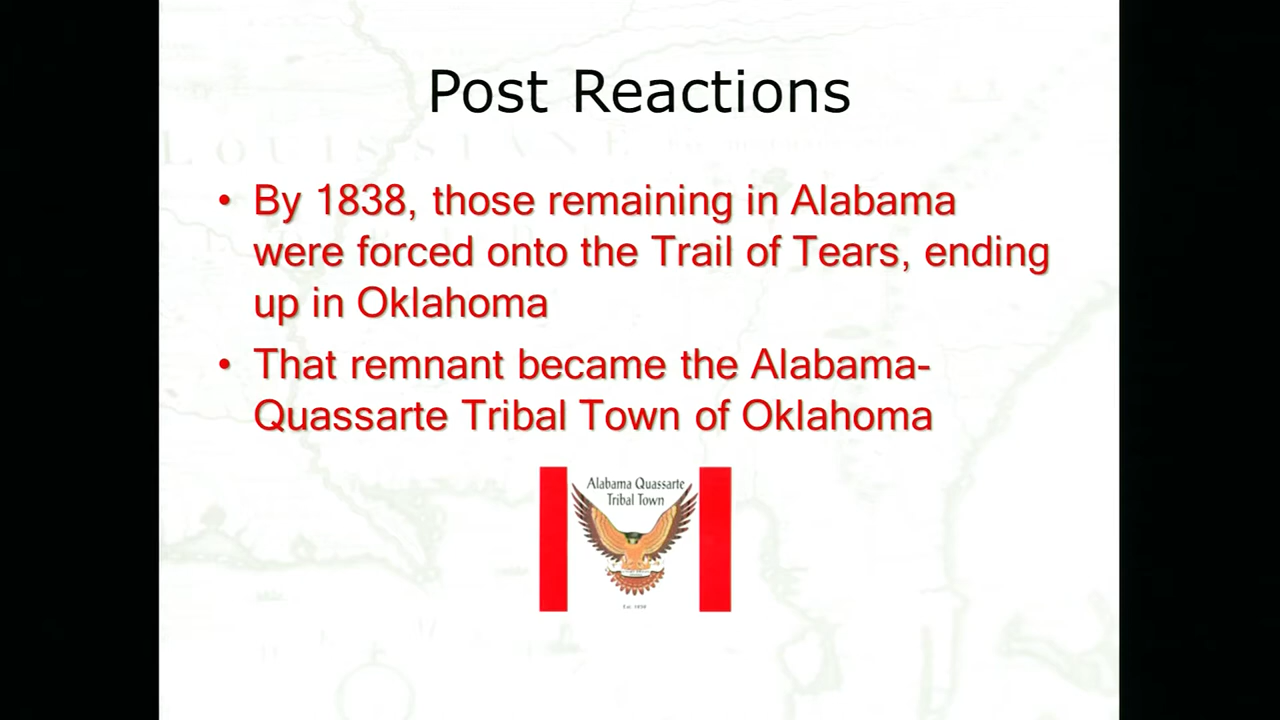 Post Reactions
LOUISSIANE
• By 1838, those remaining in Alabama
were forced onto the Trail of Tears, ending
up in Oklahoma
• That remnant became the Alabama-
Quassarte Tribal Town of Oklahoma
Alabama Quassarte
Tribal Town